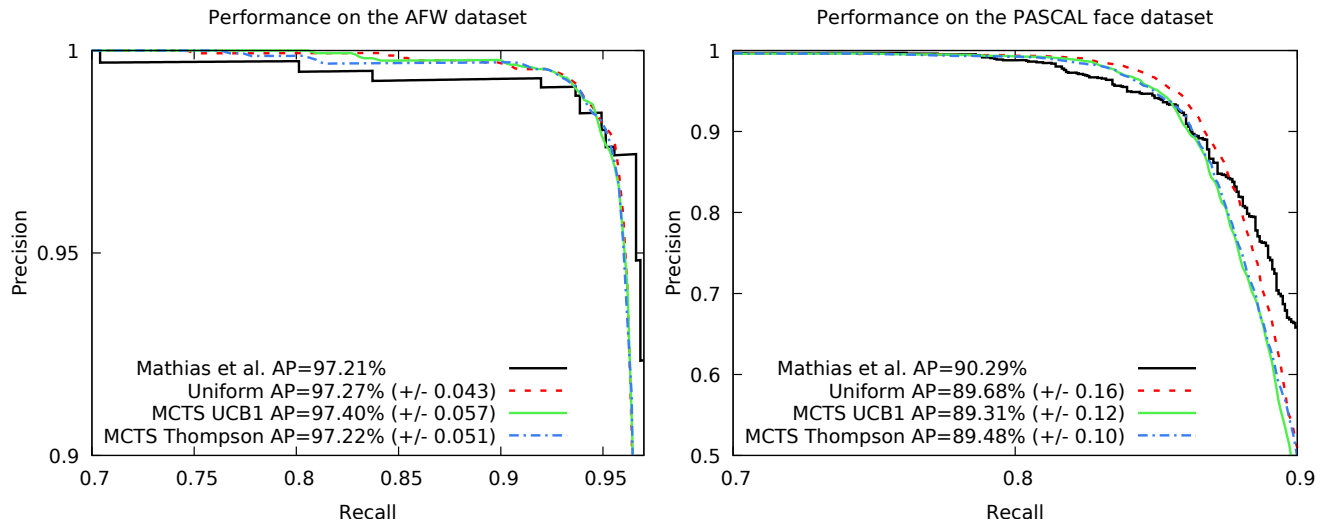 Performance on the AFW dataset
1
0.95
0.9
Precision
Mathias et al. AP=97.21%
Uniform AP=97.27% (+/- 0.043)
MCTS UCB1 AP=97.40% (+/- 0.057)
MCTS Thompson AP=97.22% (+/- 0.051)
0.7 0.75 0.8 0.85 0.9 0.95
Recall
Performance on the PASCAL face dataset
1
0.9
0.8
0.7
0.6
0.5
Precision
Mathias et al. AP=90.29%
Uniform AP=89.68% (+/- 0.16)
MCTS UCB1 AP=89.31% (+/- 0.12)
MCTS Thompson AP=89.48% (+/- 0.10)
0.7 0.8 0.9
Recall